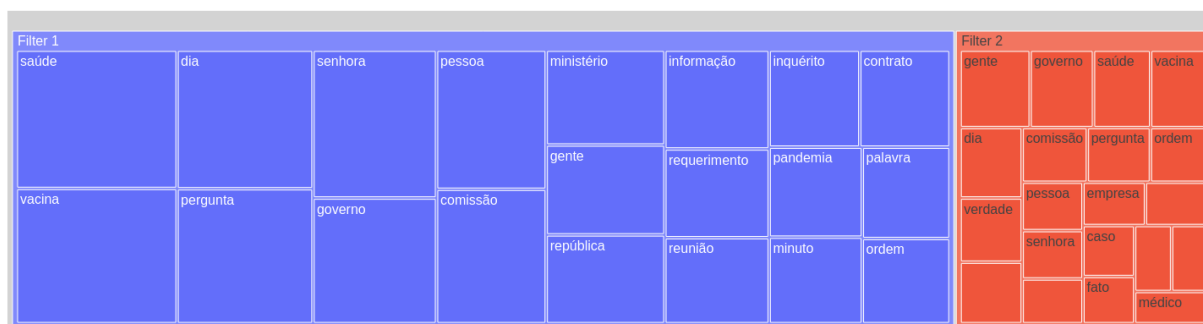 Filter 1
saúde
dia
senhora
pessoa
ministério
informação
inquérito
contrato
gente
requerimento
pandemia
palavra
vacina
pergunta
governo
comissão
república
reunião
minuto
ordem
Filter 2
gente
governo
saúde
vacina
dia
comissão
pergunta
ordem
pessoa
empresa
verdade
senhora
caso
fato
médico